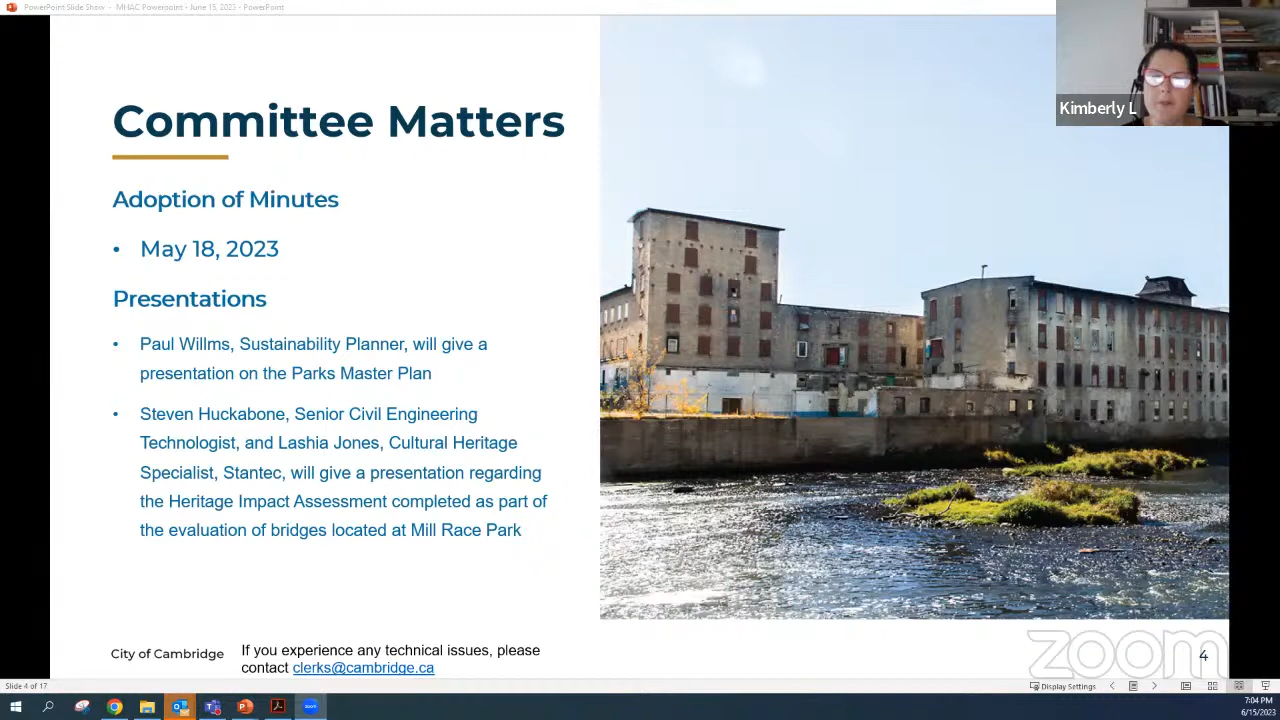 PowerPoint Slide Show - MHAC Powerpoint - June 15, 2023 - PowerPoint
Kimberly L
Committee Matters
Adoption of Minutes
• May 18, 2023
Presentations
• Paul Willms, Sustainability Planner, will give a
presentation on the Parks Master Plan
• Steven Huckabone, Senior Civil Engineering
Technologist, and Lashia Jones, Cultural Heritage
Specialist, Stantec, will give a presentation regarding
the Heritage Impact Assessment completed as part of
the evaluation of bridges located at Mill Race Park
City of Cambridge
If you experience any technical issues, please
contact clerks@cambridge.ca
zoom
4
Slide 4 of 17
Display Settings
zoom
7:04 PM
6/15/2023